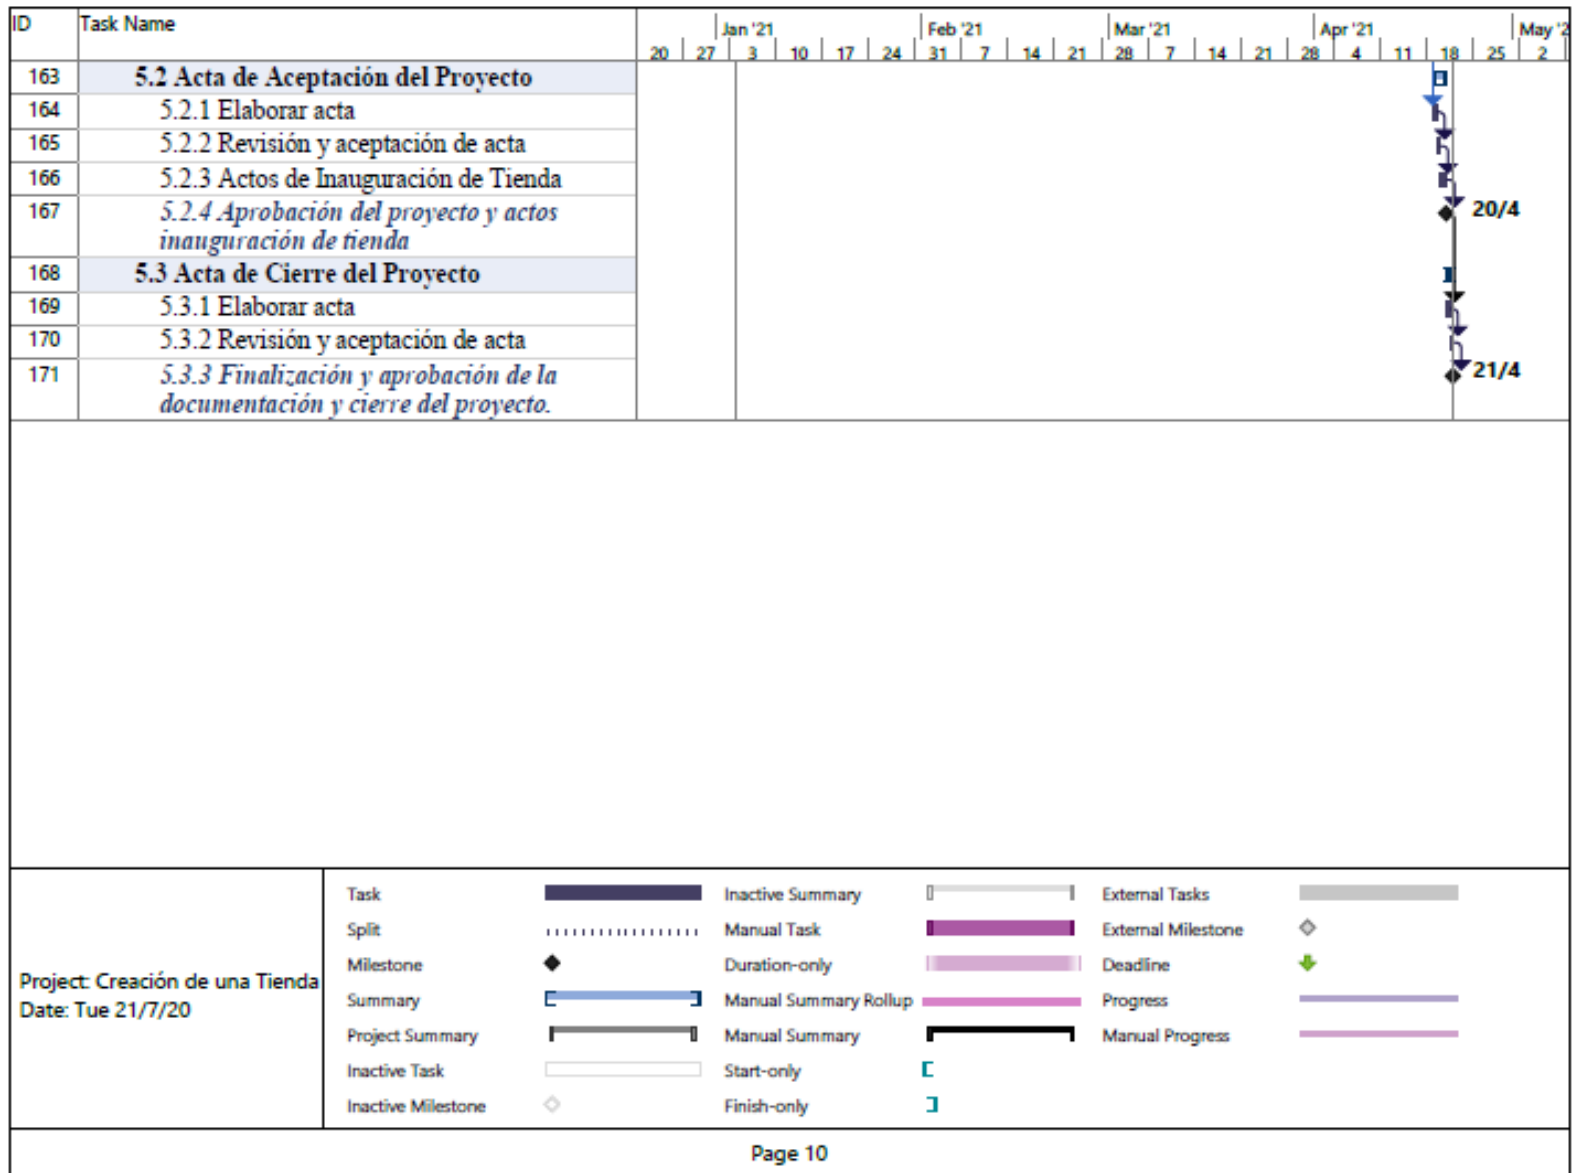 ID Task Name Jan '21 Feb '21 Mar '21 Apr '21 May '2
20 27 3 10 17 24 31 7 14 21 28 7 14 21 28 4 11 18 25 2
163 5.2 Acta de Aceptación del Proyecto
164 5.2.1 Elaborar acta
165 5.2.2 Revisión y aceptación de acta
166 5.2.3 Actos de Inauguración de Tienda
167 5.2.4 Aprobación del proyecto y actos 20/4
inauguración de tienda
168 5.3 Acta de Cierre del Proyecto
169 5.3.1 Elaborar acta
170 5.3.2 Revisión y aceptación de acta
171 5.3.3 Finalización y aprobación de la 21/4
documentación y cierre del proyecto.
Project: Creación de una Tienda
Date: Tue 21/7/20
Task
Split
Milestone
Summary
Project Summary
Inactive Task
Inactive Milestone
Inactive Summary
Manual Task
Duration-only
Manual Summary Rollup
Manual Summary
Start-only
Finish-only
External Tasks
External Milestone
Deadline
Progress
Manual Progress
Page 10